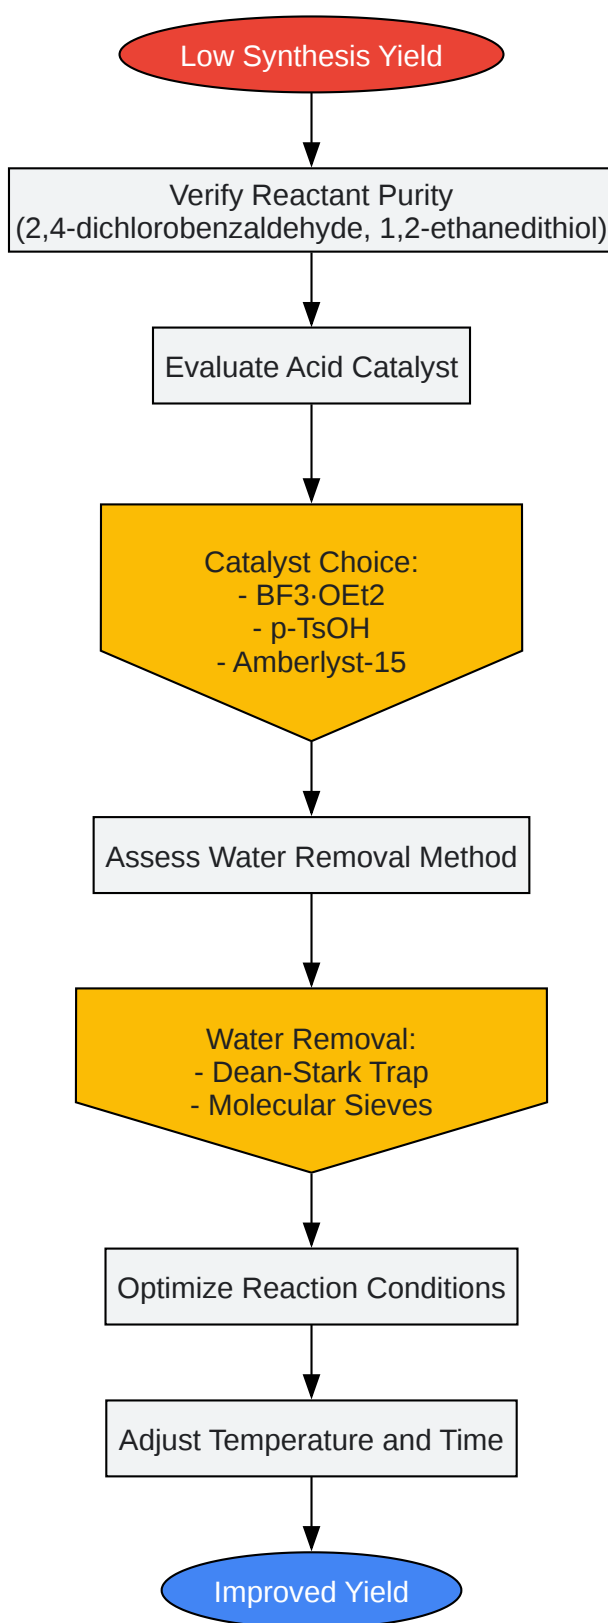 Low Synthesis Yield
Verify Reactant Purity
(2,4-dichlorobenzaldehyde, 1,2-ethanedithiol)
Evaluate Acid Catalyst
Catalyst Choice:
- BF3·OEt2
- p-TsOH
- Amberlyst-15
Assess Water Removal Method
Water Removal:
- Dean-Stark Trap
- Molecular Sieves
Optimize Reaction Conditions
Adjust Temperature and Time
Improved Yield